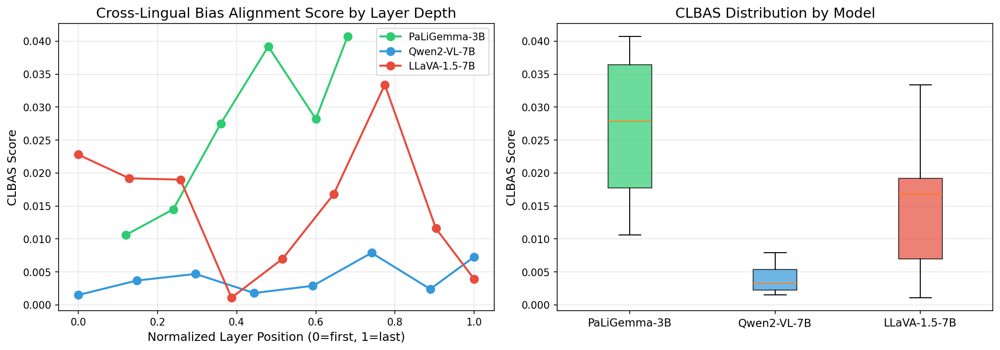 Cross-Lingual Bias Alignment Score by Layer Depth
CLBAS Score
0.040
0.035
0.030
0.025
0.020
0.015
0.010
0.005
0.000
PaLiGemma-3B
Qwen2-VL-7B
LLaVA-1.5-7B
0.0 0.2 0.4 0.6 0.8 1.0
Normalized Layer Position (0=first, 1=last)
CLBAS Distribution by Model
CLBAS Score
0.040
0.035
0.030
0.025
0.020
0.015
0.010
0.005
0.000
PaLiGemma-3B Qwen2-VL-7B LLaVA-1.5-7B